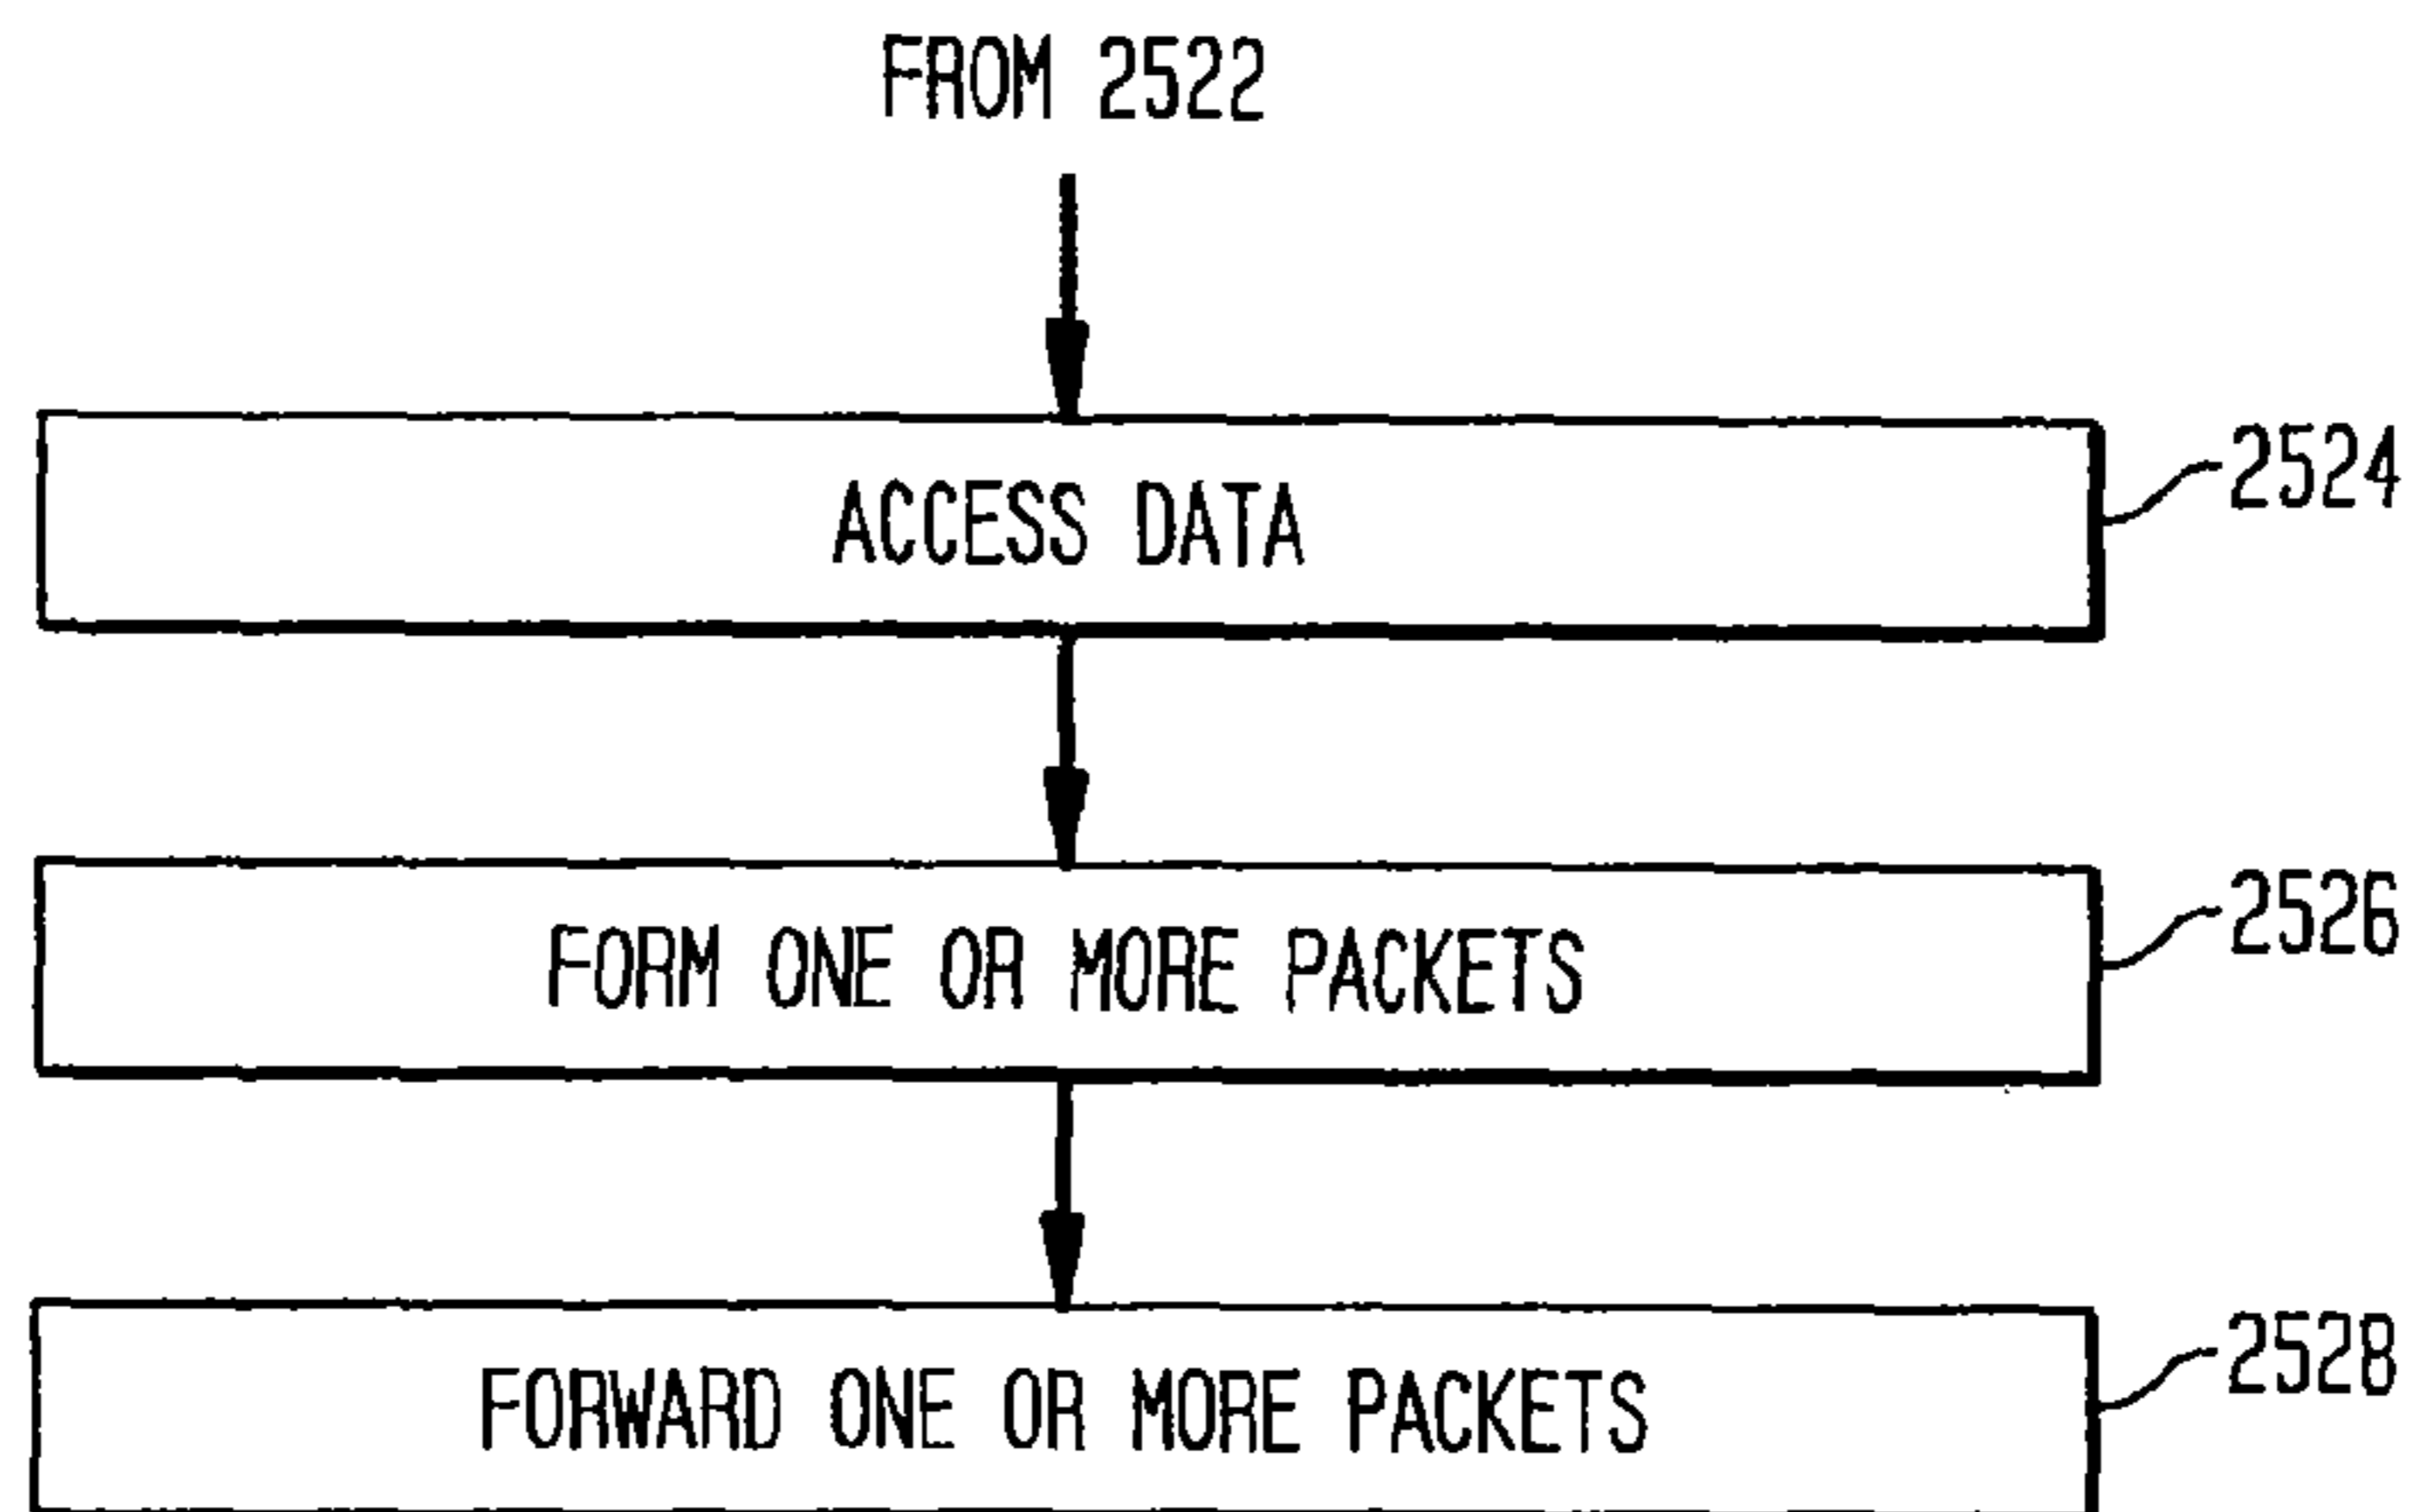 FROM 2522
ACCESS DATA
2524
FORM ONE OR MORE PACKETS
2526
FORWARD ONE OR MORE PACKETS
2528